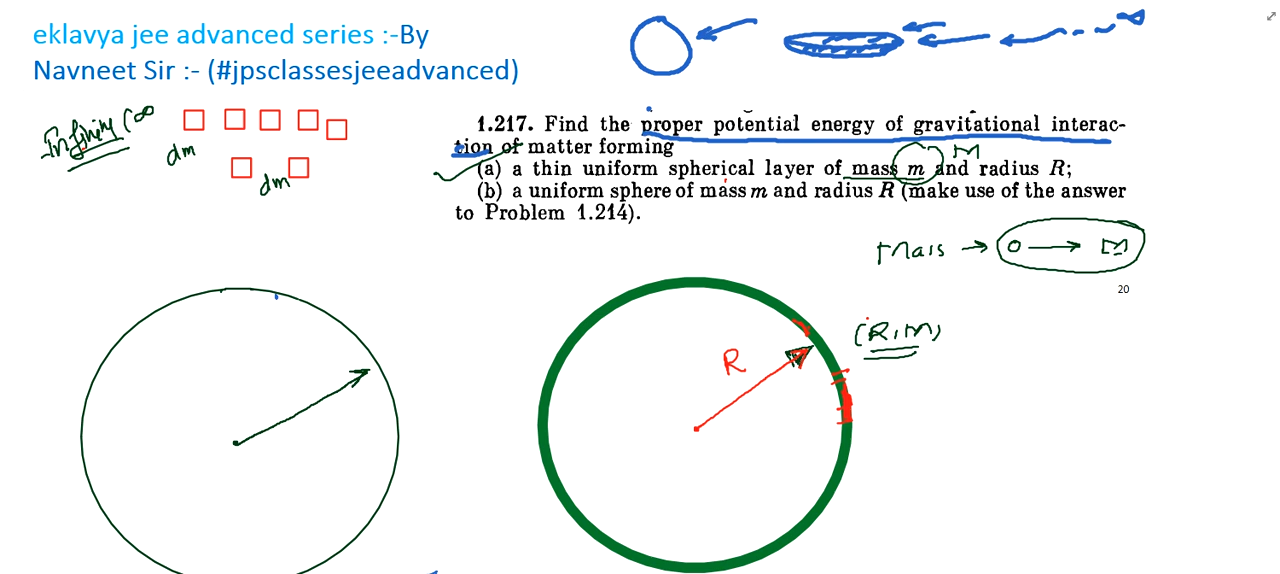 eklavya jee advanced series :-By
Navneet Sir :- (#jpsclassesjeeadvanced)
Infinity (∞
dm
dm
1.217. Find the proper potential energy of gravitational interac-
tion of matter forming
M
(a) a thin uniform spherical layer of mass m and radius R;
(b) a uniform sphere of mass m and radius R (make use of the answer
to Problem 1.214).
Mass → 0 → M
20
(R, M)
R